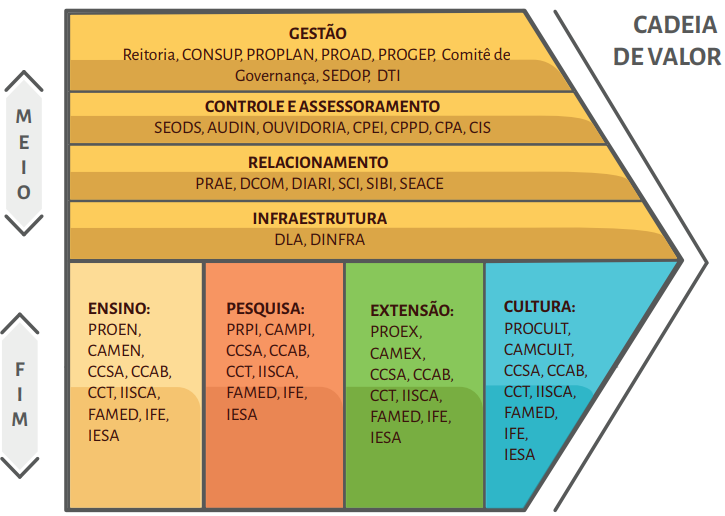 CADEIA
DE VALOR
MEIO
GESTÃO
Reitoria, CONSUP, PROPLAN, PROAD, PROGEP, Comitê de
Governança, SEDOP, DTI
CONTROLE E ASSESSORAMENTO
SEODS, AUDIN, OUVIDORIA, CPEI, CPPD, CPA, CIS
RELACIONAMENTO
PRAE, DCOM, DIARI, SCI, SIBI, SEACE
INFRAESTRUTURA
DLA, DINFRA
FIM
ENSINO:
PROEN,
CAMEN,
CCSA, CCAB,
CCT, IISCA,
FAMED, IFE,
IESA
PESQUISA:
PRPI, CAMPI,
CCSA, CCAB,
CCT, IISCA,
FAMED, IFE,
IESA
EXTENSÃO:
PROEX,
CAMEX,
CCSA, CCAB,
CCT, IISCA,
FAMED, IFE,
IESA
CULTURA:
PROCULT,
CAMCULT,
CCSA, CCAB,
CCT, IISCA,
FAMED,
IFE,
IESA